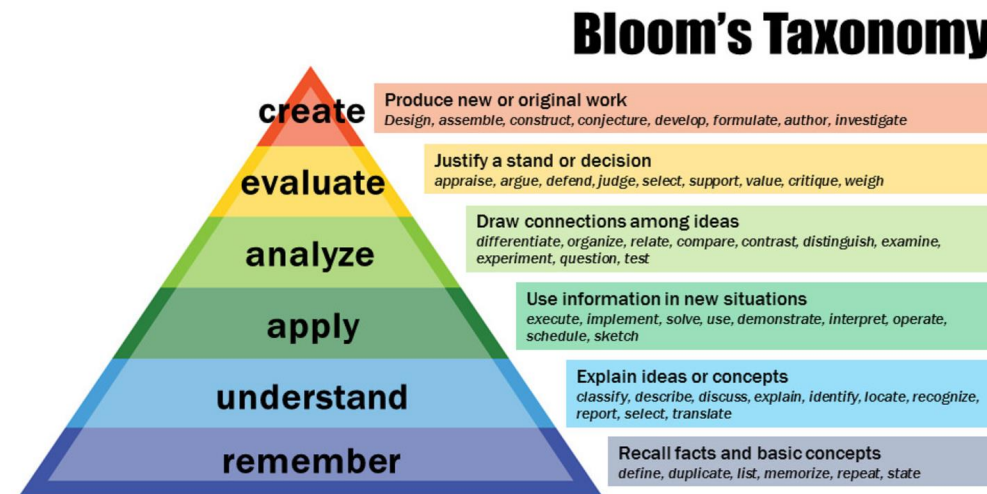 Bloom's Taxonomy
create
Produce new or original work
Design, assemble, construct, conjecture, develop, formulate, author, investigate
evaluate
Justify a stand or decision
appraise, argue, defend, judge, select, support, value, critique, weigh
analyze
Draw connections among ideas
differentiate, organize, relate, compare, contrast, distinguish, examine,
experiment, question, test
apply
Use information in new situations
execute, implement, solve, use, demonstrate, interpret, operate,
schedule, sketch
understand
Explain ideas or concepts
classify, describe, discuss, explain, identify, locate, recognize,
report, select, translate
remember
Recall facts and basic concepts
define, duplicate, list, memorize, repeat, state